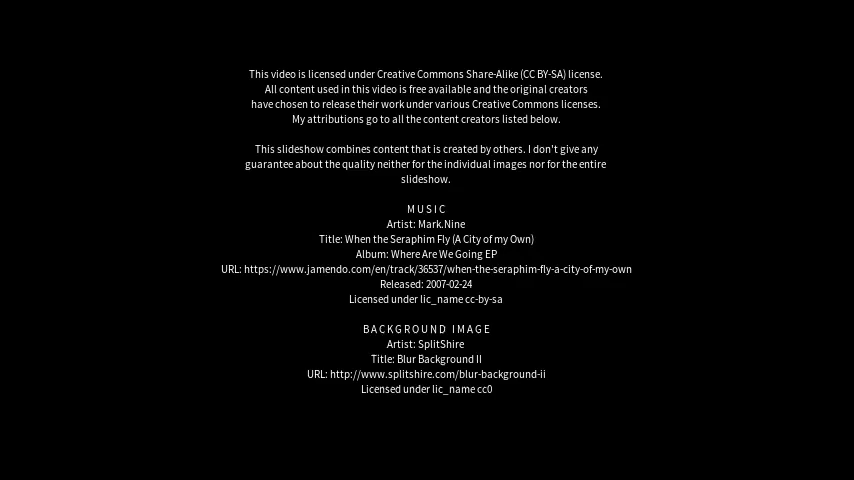 This video is licensed under Creative Commons Share-Alike (CC BY-SA) license.
All content used in this video is free available and the original creators
have chosen to release their work under various Creative Commons licenses.
My attributions go to all the content creators listed below.
This slideshow combines content that is created by others. I don't give any
guarantee about the quality neither for the individual images nor for the entire
slideshow.
MUSIC
Artist: Mark.Nine
Title: When the Seraphim Fly (A City of my Own)
Album: Where Are We Going EP
URL: https://www.jamendo.com/en/track/36537/when-the-seraphim-fly-a-city-of-my-own
Released: 2007-02-24
Licensed under lic_name cc-by-sa
BACKGROUND IMAGE
Artist: SplitShire
Title: Blur Background II
URL: http://www.splitshire.com/blur-background-ii
Licensed under lic_name cc0